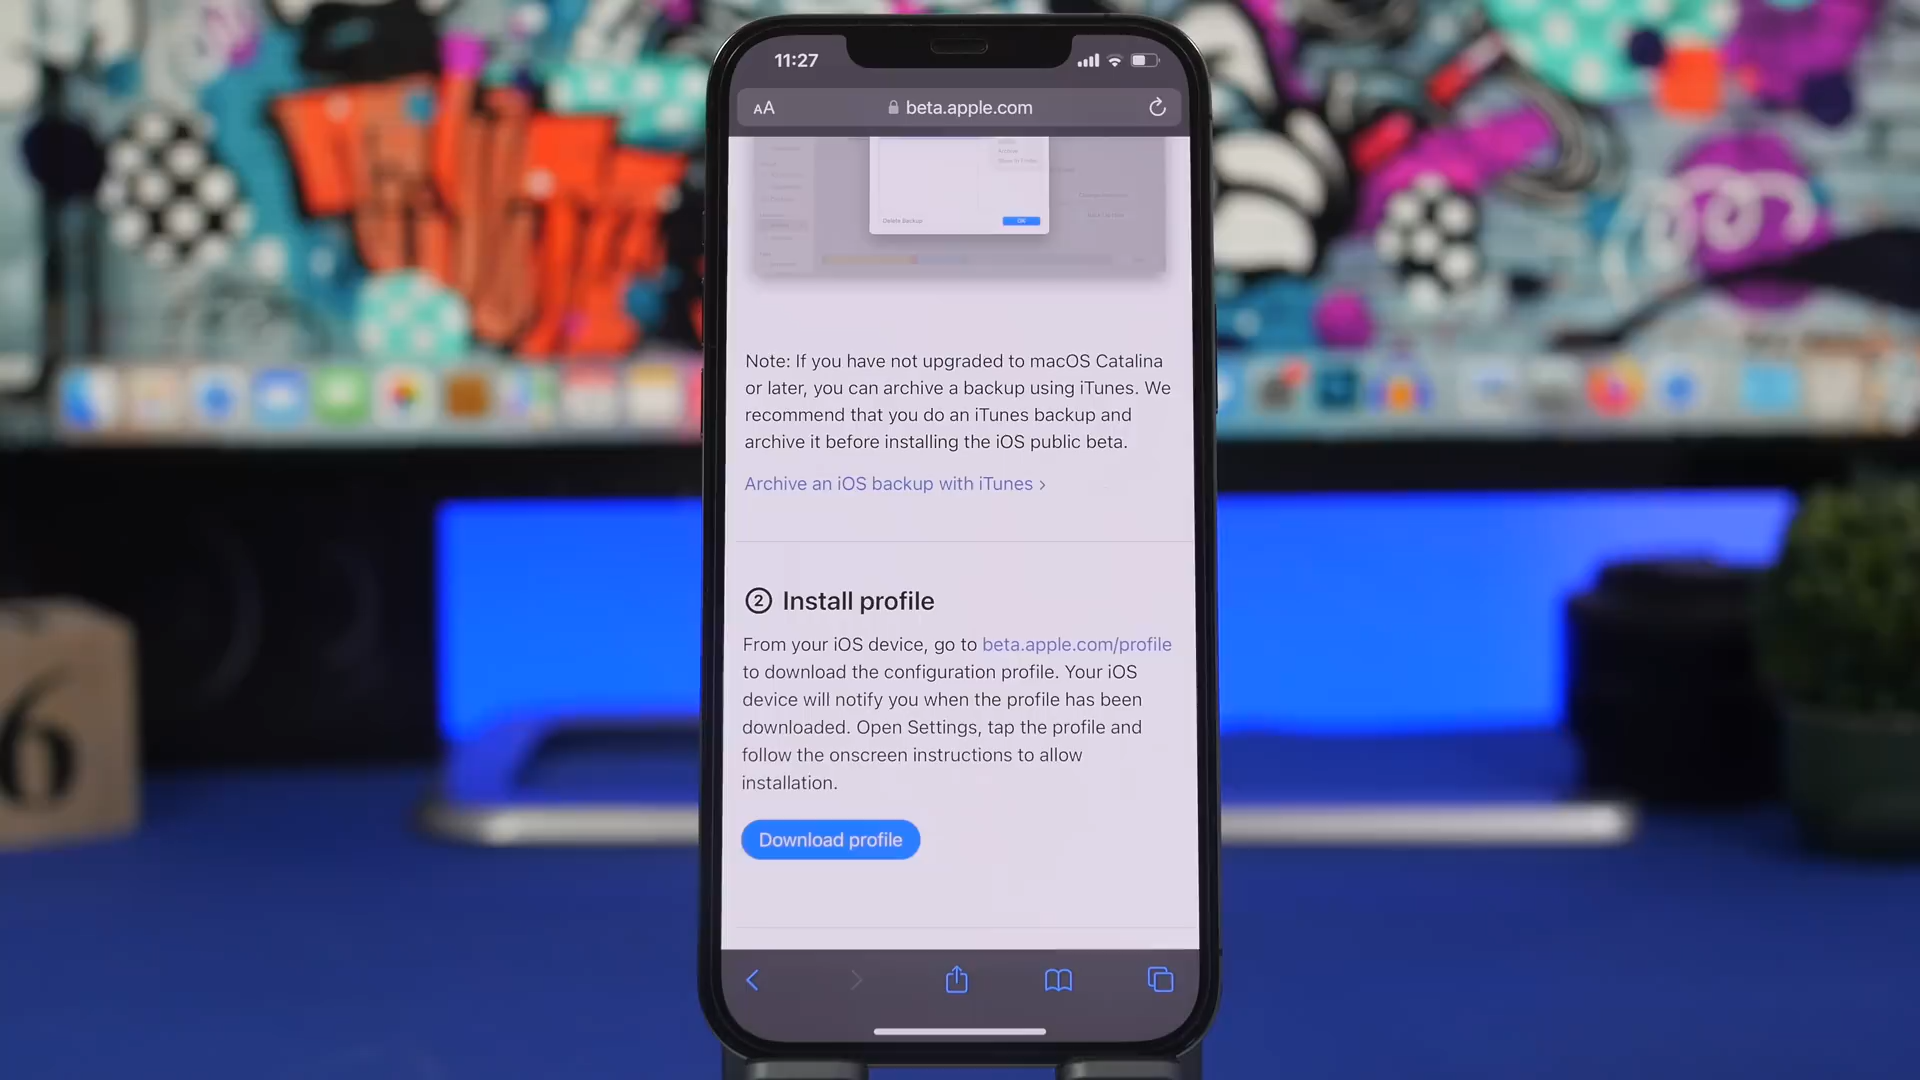 11:27
AA
beta.apple.com
Delete Backup
OK
Note: If you have not upgraded to macOS Catalina
or later, you can archive a backup using iTunes. We
recommend that you do an iTunes backup and
archive it before installing the iOS public beta.
Archive an iOS backup with iTunes ›
2 Install profile
From your iOS device, go to beta.apple.com/profile
to download the configuration profile. Your iOS
device will notify you when the profile has been
downloaded. Open Settings, tap the profile and
follow the onscreen instructions to allow
installation.
Download profile
6